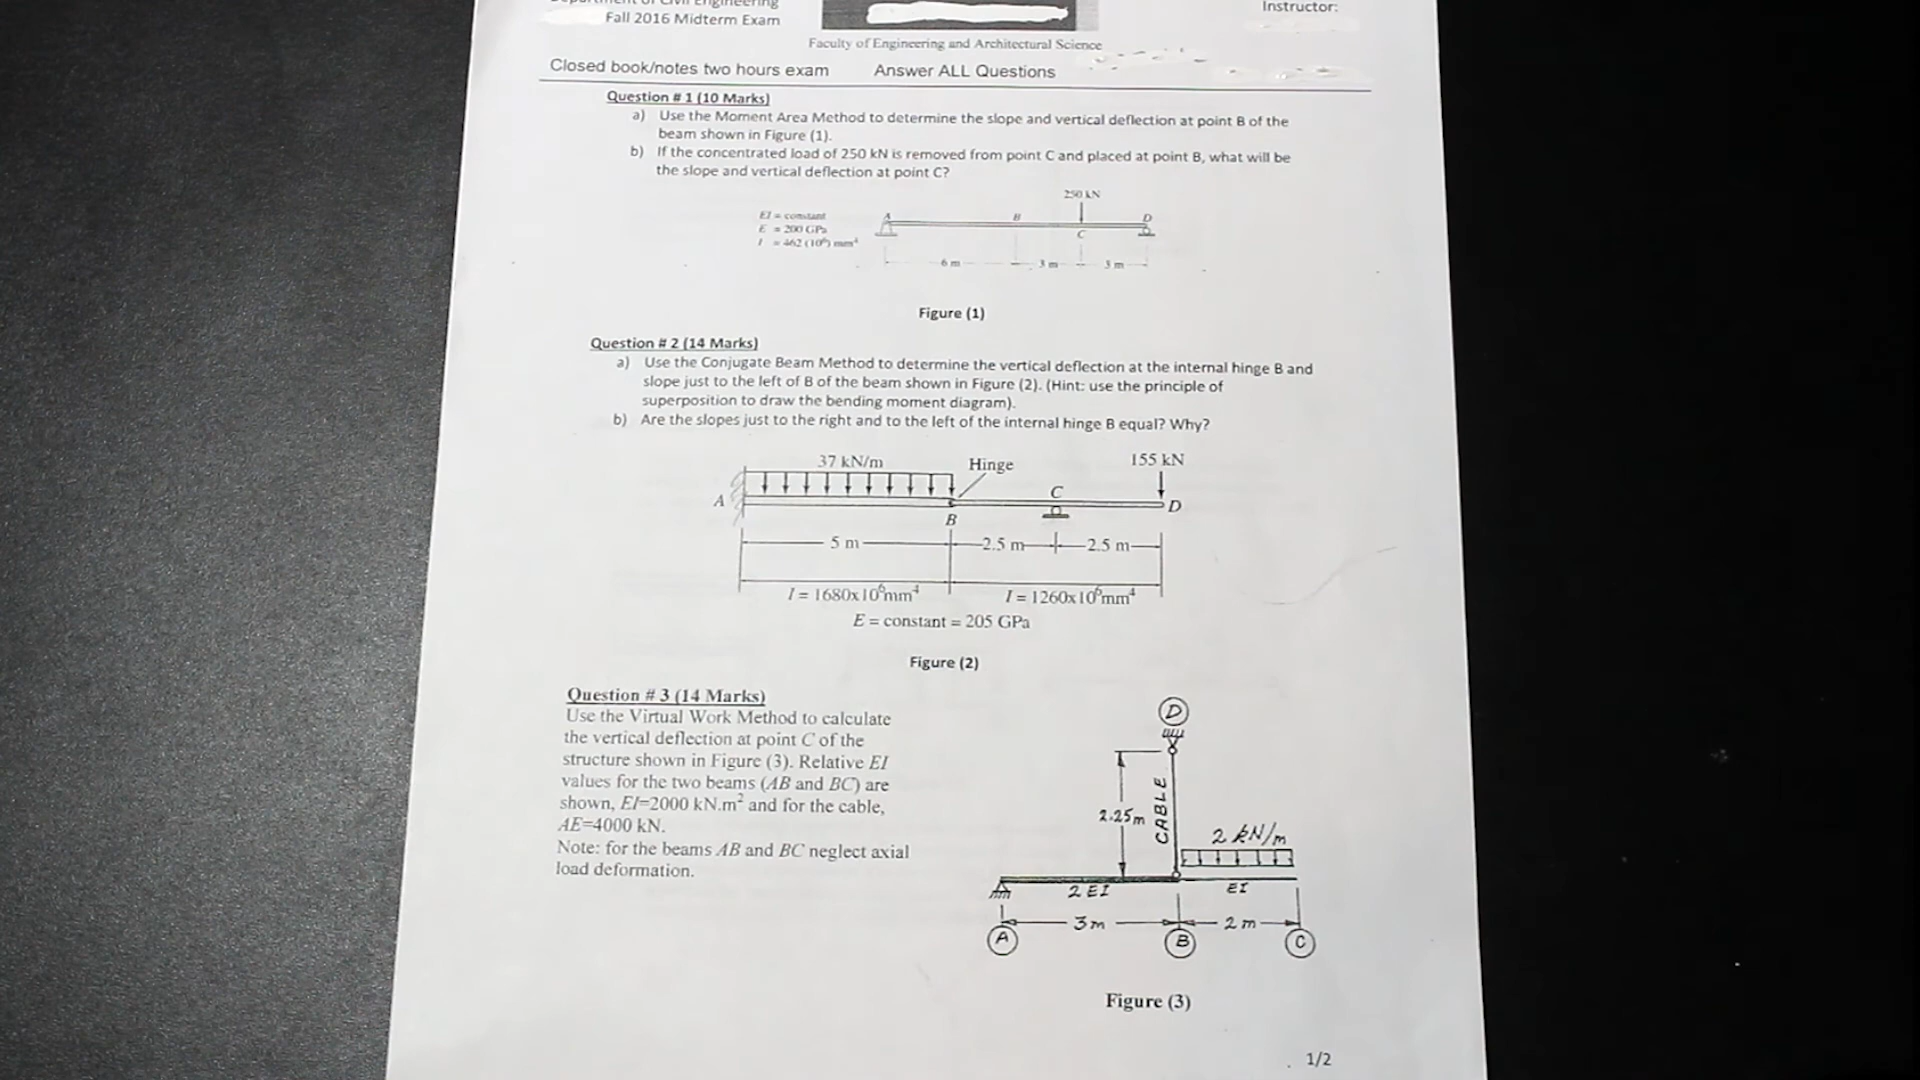 Fall 2016 Midterm Exam
Instructor:
Faculty of Engineering and Architectural Science
Closed book/notes two hours exam Answer ALL Questions
Question # 1 (10 Marks)
a) Use the Moment Area Method to determine the slope and vertical deflection at point B of the
beam shown in Figure (1).
b) If the concentrated load of 250 kN is removed from point C and placed at point B, what will be
the slope and vertical deflection at point C?
250 kN
EI = constant
E = 200 GPa
I = 462 (10⁶) mm⁴
A B C D
6 m 3 m 3 m
Figure (1)
Question # 2 (14 Marks)
a) Use the Conjugate Beam Method to determine the vertical deflection at the internal hinge B and
slope just to the left of B of the beam shown in Figure (2). (Hint: use the principle of
superposition to draw the bending moment diagram).
b) Are the slopes just to the right and to the left of the internal hinge B equal? Why?
37 kN/m Hinge 155 kN
A B C D
5 m 2.5 m 2.5 m
I = 1680x10⁶mm⁴ I = 1260x10⁶mm⁴
E = constant = 205 GPa
Figure (2)
Question # 3 (14 Marks)
Use the Virtual Work Method to calculate
the vertical deflection at point C of the
structure shown in Figure (3). Relative EI
values for the two beams (AB and BC) are
shown, EI=2000 kN.m² and for the cable,
AE=4000 kN.
Note: for the beams AB and BC neglect axial
load deformation.
D
CABLE
2.25m
2 kN/m
2EI EI
3m 2m
A B C
Figure (3)
1/2